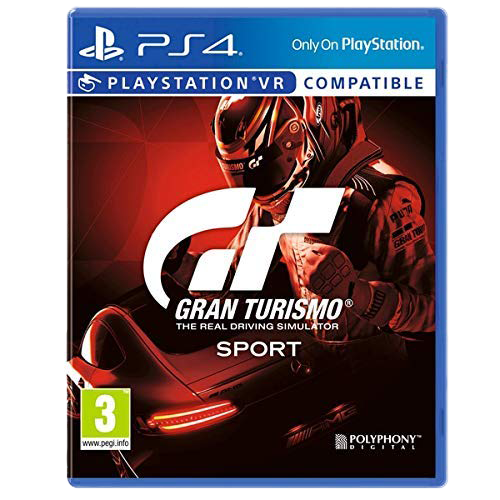 PS4
Only On PlayStation®
PLAYSTATION®VR COMPATIBLE
GT
GRAN TURISMO®
THE REAL DRIVING SIMULATOR
SPORT
3
www.pegi.info
AMG
POLYPHONY
DIGITAL